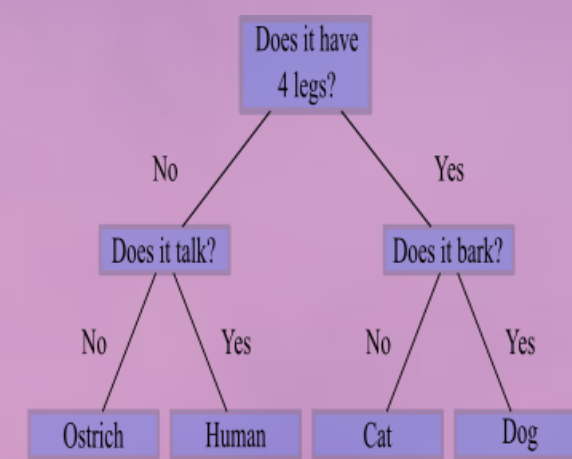 Does it have
4 legs?
No
Yes
Does it talk?
Does it bark?
No
Yes
No
Yes
Ostrich
Human
Cat
Dog